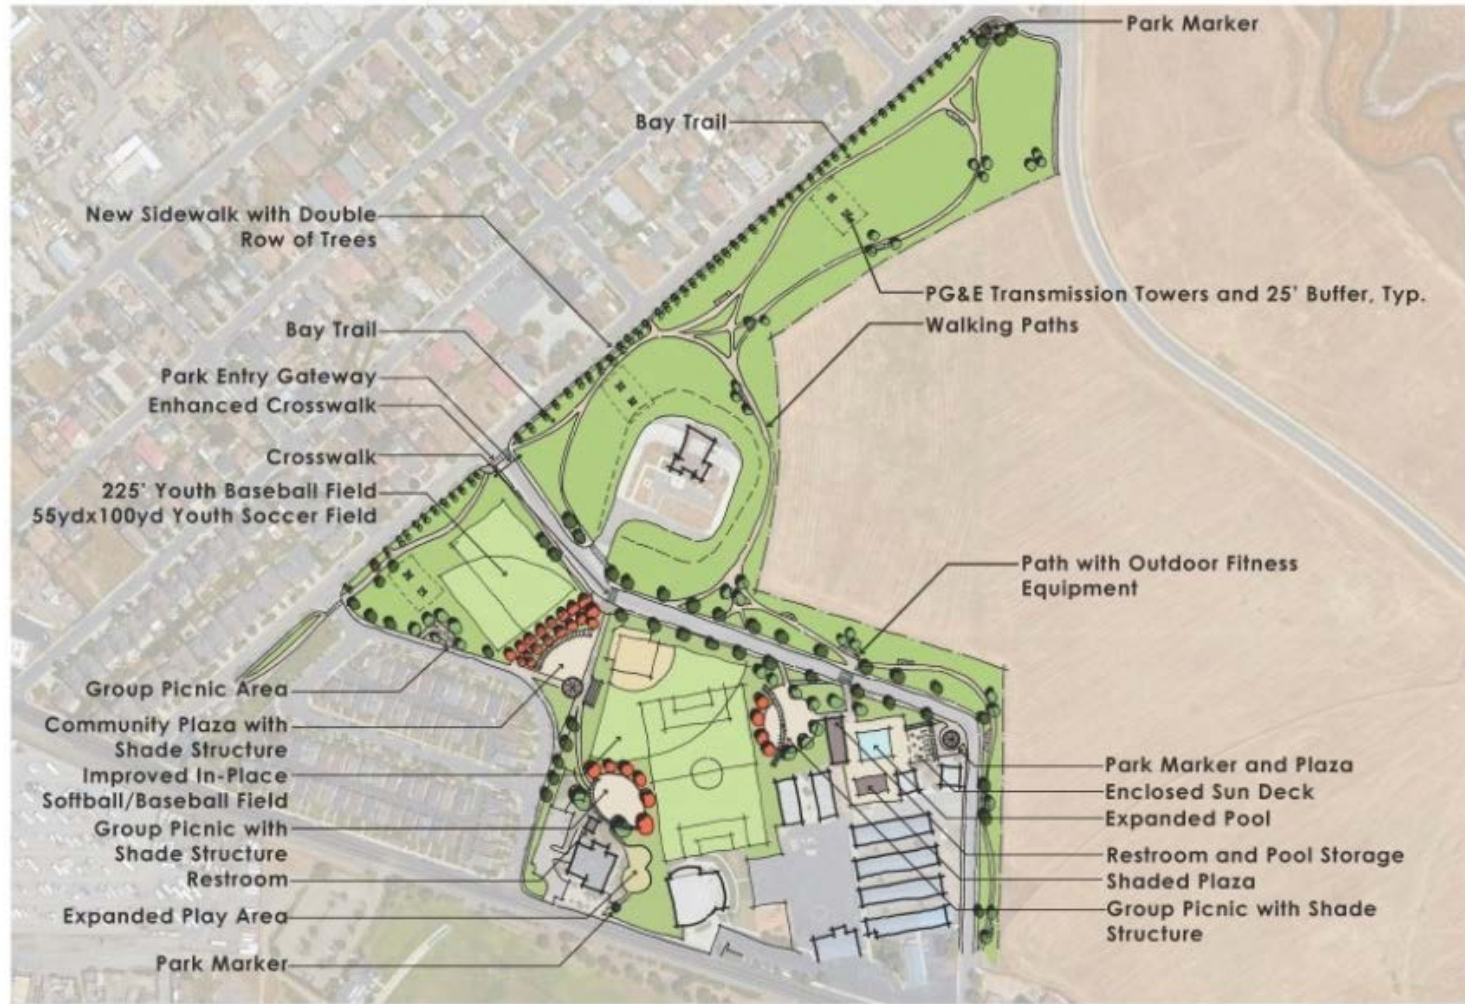 Park Marker
Bay Trail
New Sidewalk with Double
Row of Trees
PG&E Transmission Towers and 25' Buffer, Typ.
Walking Paths
Bay Trail
Park Entry Gateway
Enhanced Crosswalk
Crosswalk
225' Youth Baseball Field
55ydx100yd Youth Soccer Field
Path with Outdoor Fitness
Equipment
Group Picnic Area
Community Plaza with
Shade Structure
Improved In-Place
Softball/Baseball Field
Group Picnic with
Shade Structure
Restroom
Expanded Play Area
Park Marker
Park Marker and Plaza
Enclosed Sun Deck
Expanded Pool
Restroom and Pool Storage
Shaded Plaza
Group Picnic with Shade
Structure